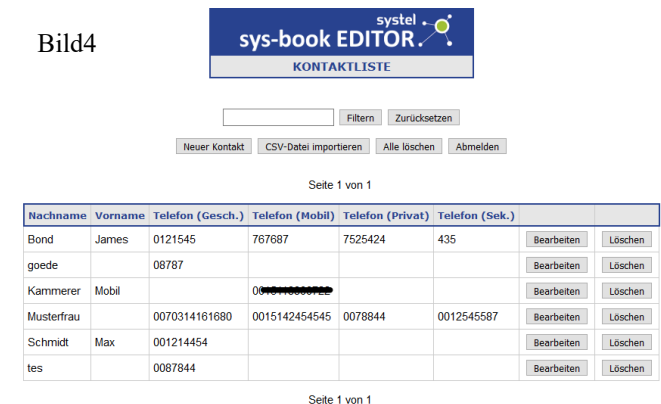 Bild4
systel
sys-book EDITOR
KONTAKTLISTE
Filtern Zurücksetzen
Neuer Kontakt CSV-Datei importieren Alle löschen Abmelden
Seite 1 von 1
Nachname Vorname Telefon (Gesch.) Telefon (Mobil) Telefon (Privat) Telefon (Sek.)
Bond James 0121545 767687 7525424 435 Bearbeiten Löschen
goede 08787 Bearbeiten Löschen
Kammerer Mobil Bearbeiten Löschen
Musterfrau 0070314161680 0015142454545 0078844 0012545587 Bearbeiten Löschen
Schmidt Max 001214454 Bearbeiten Löschen
tes 0087844 Bearbeiten Löschen
Seite 1 von 1